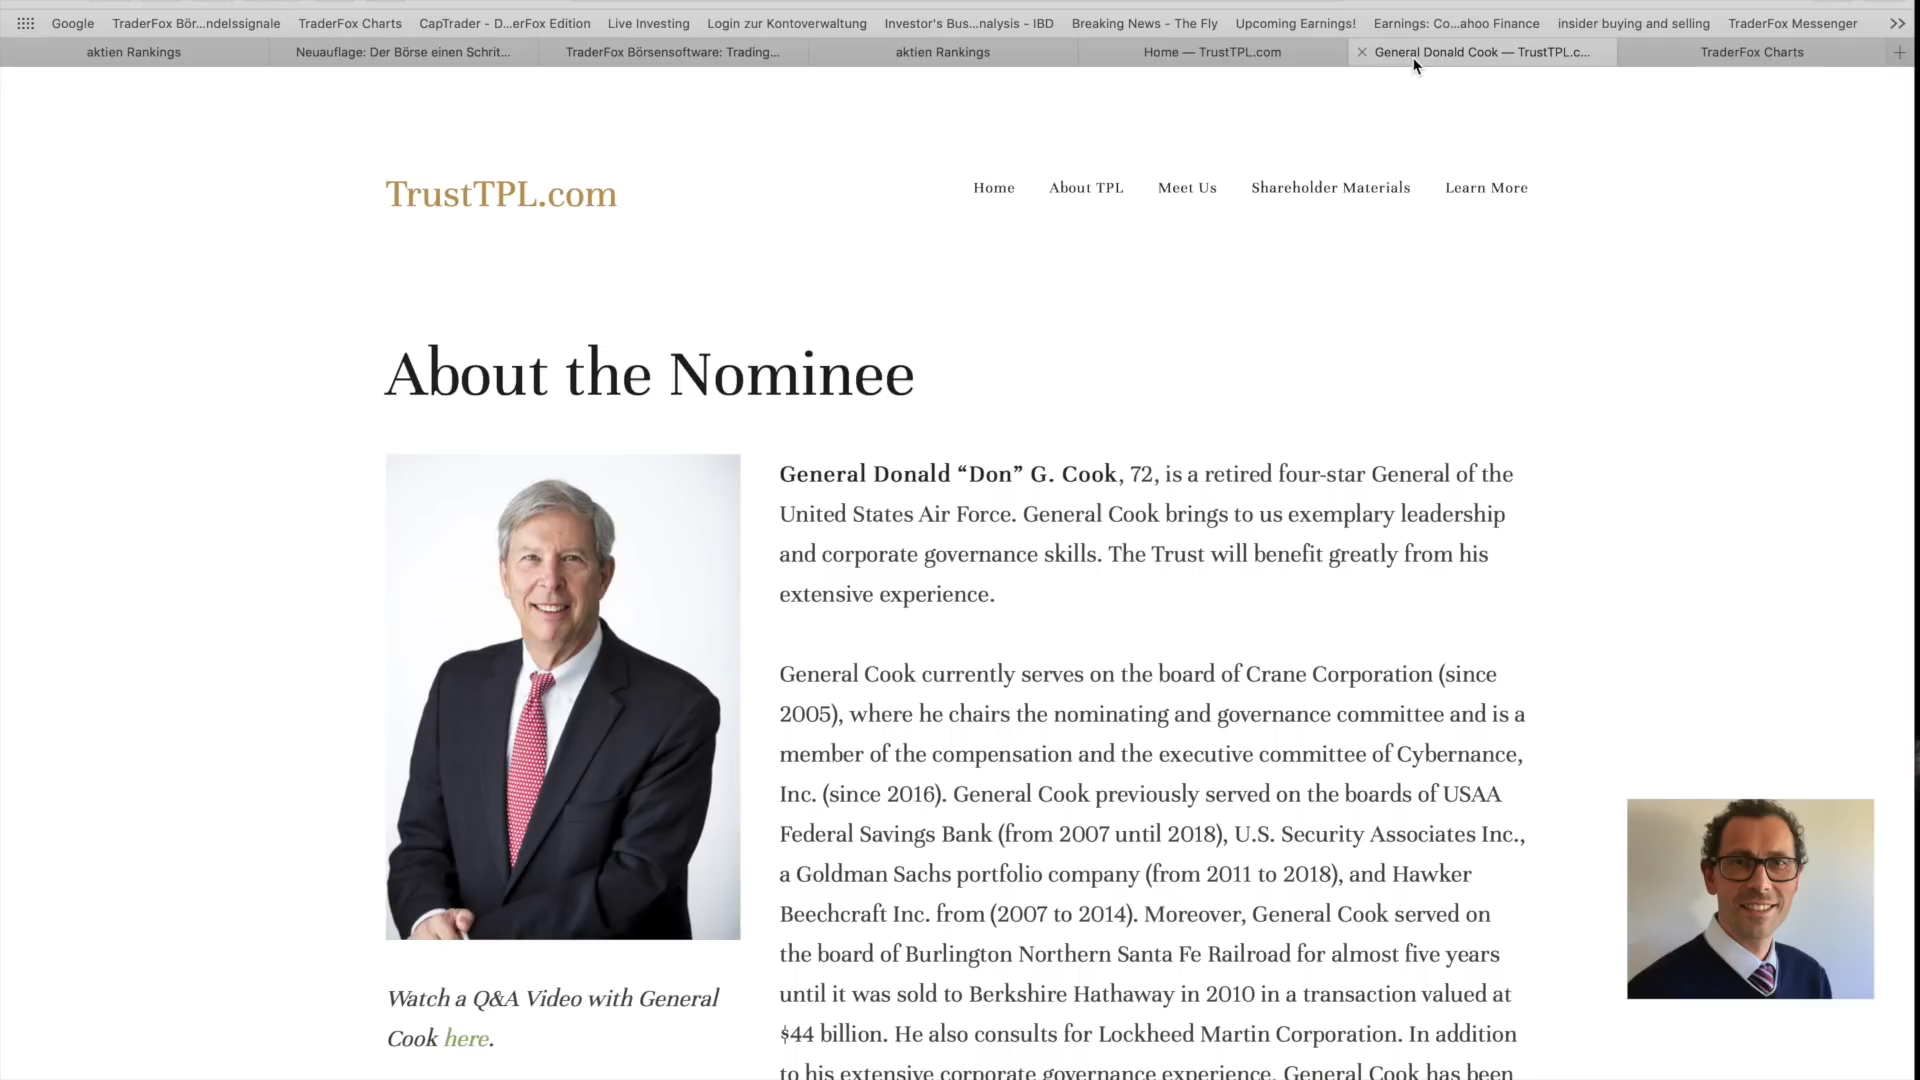 Google TraderFox Bör...ndelssignale TraderFox Charts CapTrader - D...erFox Edition Live Investing Login zur Kontoverwaltung Investor's Bus...nalysis - IBD Breaking News - The Fly Upcoming Earnings! Earnings: Co...ahoo Finance insider buying and selling TraderFox Messenger
aktien Rankings Neuauflage: Der Börse einen Schrit... TraderFox Börsensoftware: Trading... aktien Rankings Home — TrustTPL.com General Donald Cook — TrustTPL.c... TraderFox Charts
TrustTPL.com
Home About TPL Meet Us Shareholder Materials Learn More
About the Nominee
General Donald “Don” G. Cook, 72, is a retired four-star General of the
United States Air Force. General Cook brings to us exemplary leadership
and corporate governance skills. The Trust will benefit greatly from his
extensive experience.
General Cook currently serves on the board of Crane Corporation (since
2005), where he chairs the nominating and governance committee and is a
member of the compensation and the executive committee of Cybernance,
Inc. (since 2016). General Cook previously served on the boards of USAA
Federal Savings Bank (from 2007 until 2018), U.S. Security Associates Inc.,
a Goldman Sachs portfolio company (from 2011 to 2018), and Hawker
Beechcraft Inc. from (2007 to 2014). Moreover, General Cook served on
the board of Burlington Northern Santa Fe Railroad for almost five years
until it was sold to Berkshire Hathaway in 2010 in a transaction valued at
$44 billion. He also consults for Lockheed Martin Corporation. In addition
to his extensive corporate governance experience, General Cook has been
Watch a Q&A Video with General
Cook here.